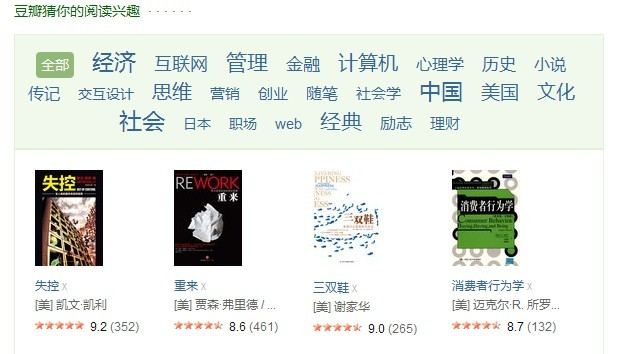 豆瓣猜你的阅读兴趣 · · · · · ·
全部 经济 互联网 管理 金融 计算机 心理学 历史 小说
传记 交互设计 思维 营销 创业 随笔 社会学 中国 美国 文化
社会 日本 职场 web 经典 励志 理财
失控
REWORK
重来
三双鞋
消费者行为学
Consumer Behavior
Buying, Having, and Being
失控 x
[美] 凯文·凯利
9.2 (352)
重来 x
[美] 贾森·弗里德 / ...
8.6 (461)
三双鞋 x
[美] 谢家华
9.0 (265)
消费者行为学 x
[美] 迈克尔·R. 所罗...
8.7 (132)